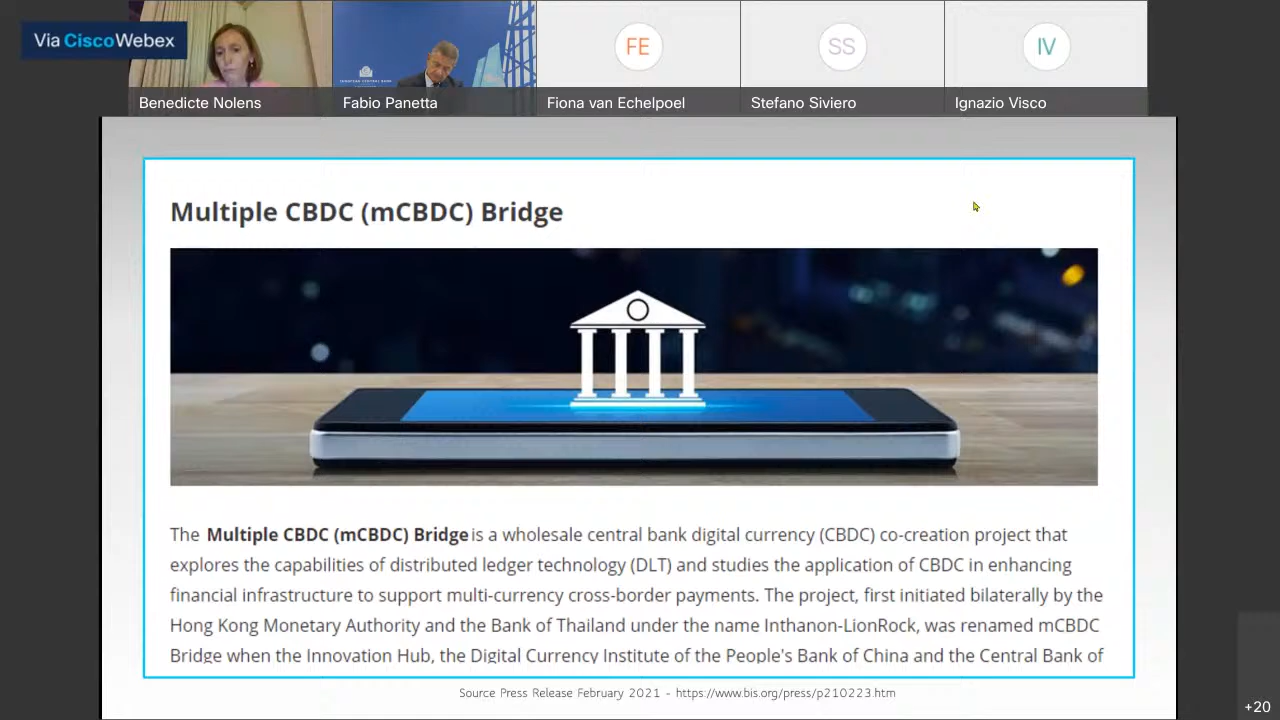 Via CiscoWebex
Benedicte Nolens
Fabio Panetta
FE
Fiona van Echelpoel
SS
Stefano Siviero
IV
Ignazio Visco
Multiple CBDC (mCBDC) Bridge
The Multiple CBDC (mCBDC) Bridge is a wholesale central bank digital currency (CBDC) co-creation project that
explores the capabilities of distributed ledger technology (DLT) and studies the application of CBDC in enhancing
financial infrastructure to support multi-currency cross-border payments. The project, first initiated bilaterally by the
Hong Kong Monetary Authority and the Bank of Thailand under the name Inthanon-LionRock, was renamed mCBDC
Bridge when the Innovation Hub, the Digital Currency Institute of the People's Bank of China and the Central Bank of
Source Press Release February 2021 - https://www.bis.org/press/p210223.htm
+20